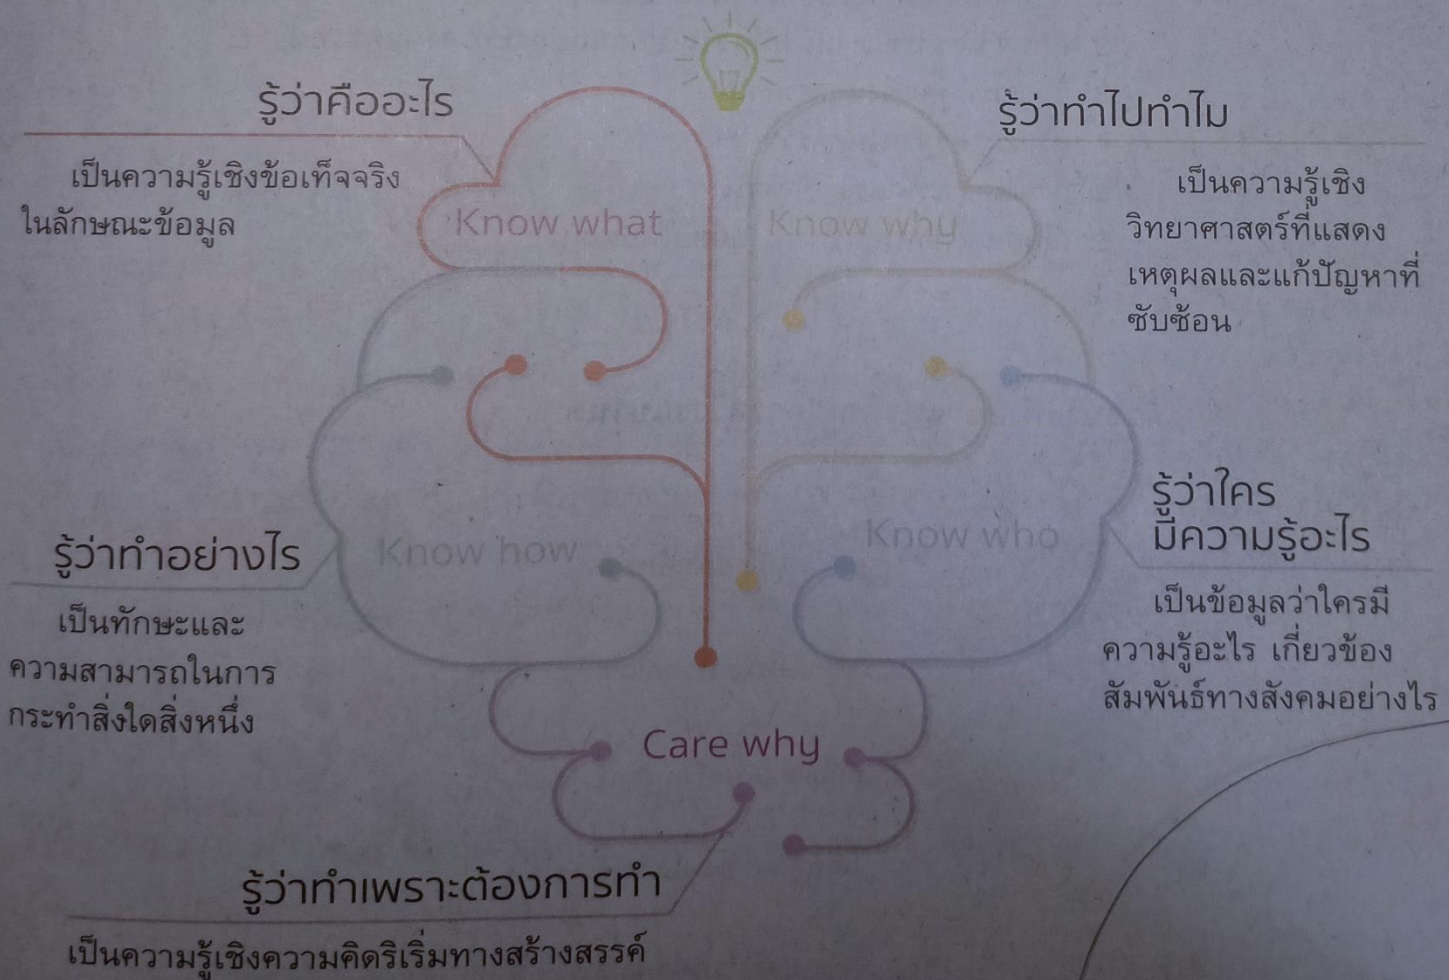 รู้ว่าคืออะไร
เป็นความรู้เชิงข้อเท็จจริง
ในลักษณะข้อมูล
Know what
รู้ว่าทำไปทำไม
เป็นความรู้เชิง
วิทยาศาสตร์ที่แสดง
เหตุผลและแก้ปัญหาที่
ซับซ้อน
Know why
รู้ว่าทำอย่างไร
เป็นทักษะและ
ความสามารถในการ
กระทำสิ่งใดสิ่งหนึ่ง
Know how
รู้ว่าใคร
มีความรู้อะไร
เป็นข้อมูลว่าใครมี
ความรู้อะไร เกี่ยวข้อง
สัมพันธ์ทางสังคมอย่างไร
Know who
Care why
รู้ว่าทำเพราะต้องการทำ
เป็นความรู้เชิงความคิดริเริ่มทางสร้างสรรค์